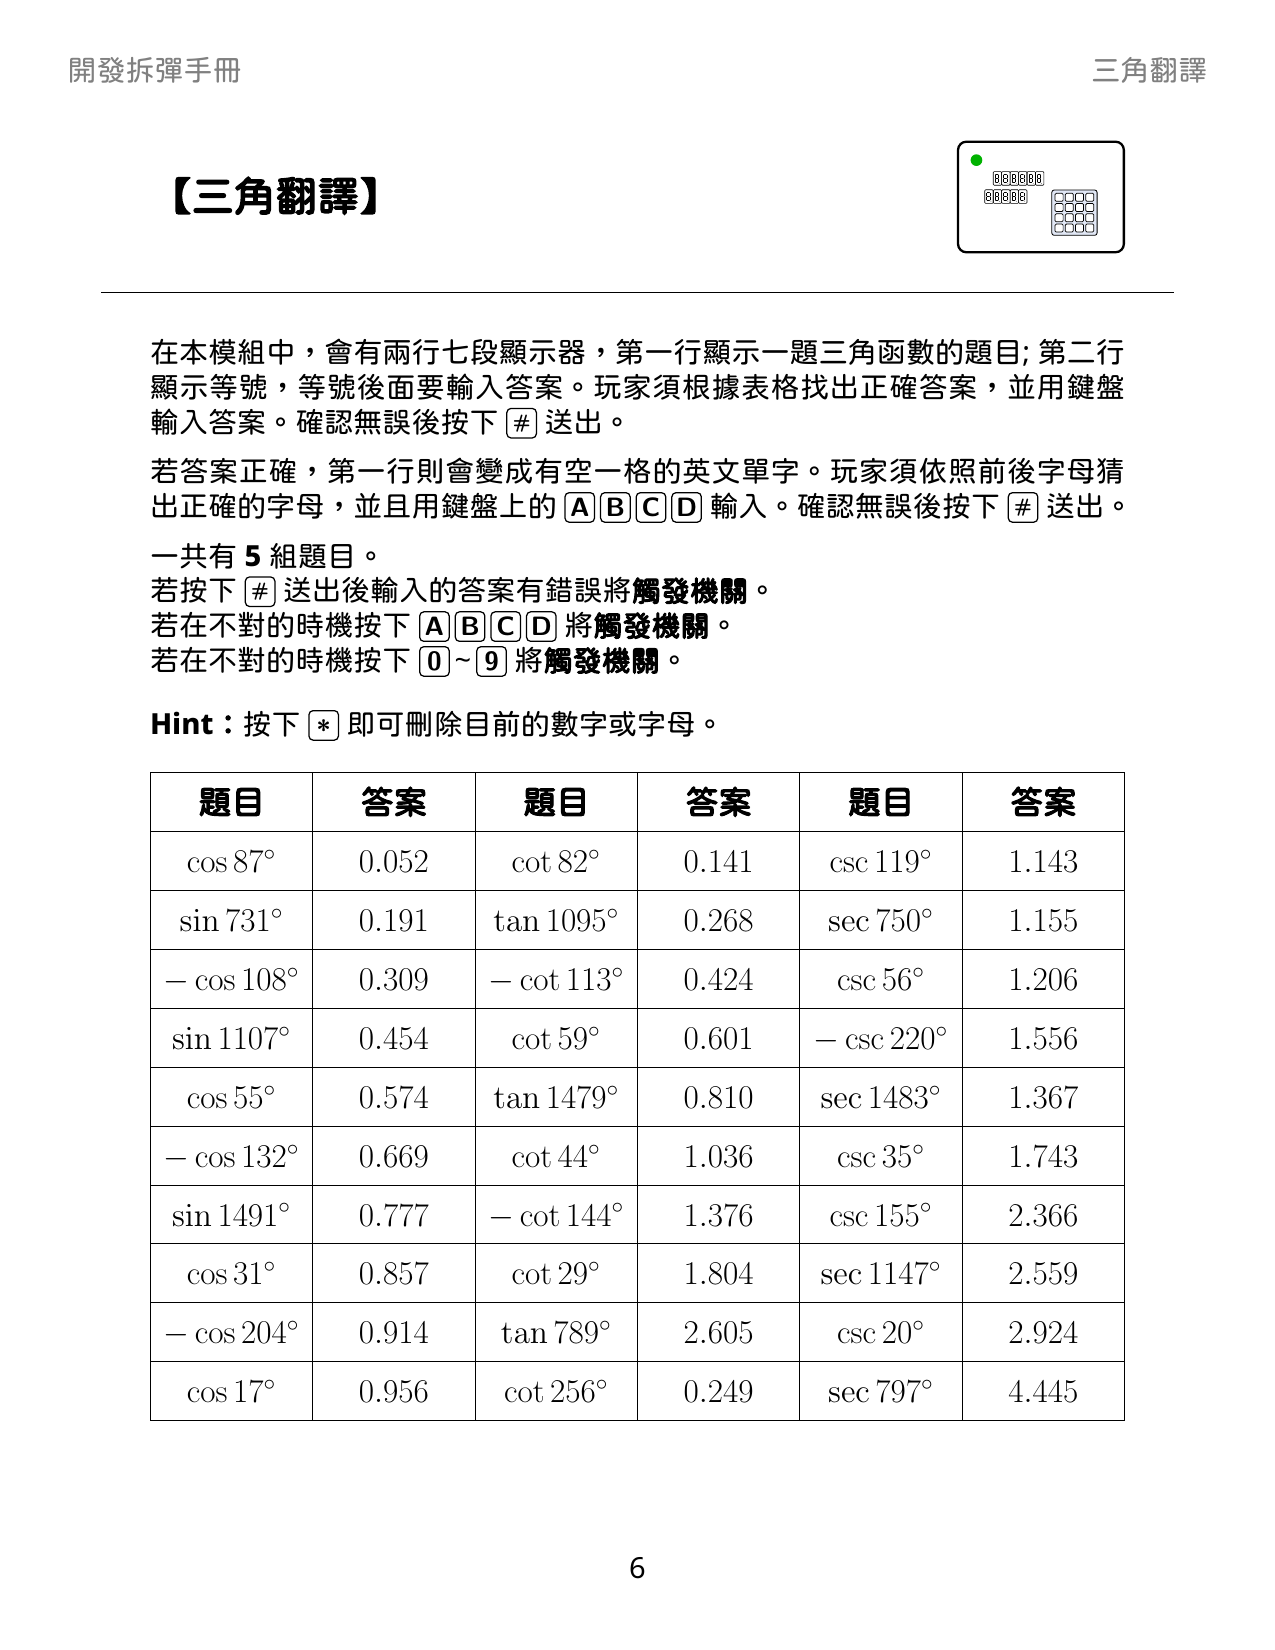 開發拆彈手冊 三角翻譯
【三角翻譯】
888888
88888
在本模組中，會有兩行七段顯示器，第一行顯示一題三角函數的題目; 第二行
顯示等號，等號後面要輸入答案。玩家須根據表格找出正確答案，並用鍵盤
輸入答案。確認無誤後按下 # 送出。
若答案正確，第一行則會變成有空一格的英文單字。玩家須依照前後字母猜
出正確的字母，並且用鍵盤上的 A B C D 輸入。確認無誤後按下 # 送出。
一共有 5 組題目。
若按下 # 送出後輸入的答案有錯誤將觸發機關。
若在不對的時機按下 A B C D 將觸發機關。
若在不對的時機按下 0 ~ 9 將觸發機關。
Hint：按下 * 即可刪除目前的數字或字母。
題目 答案 題目 答案 題目 答案
cos 87° 0.052 cot 82° 0.141 csc 119° 1.143
sin 731° 0.191 tan 1095° 0.268 sec 750° 1.155
− cos 108° 0.309 − cot 113° 0.424 csc 56° 1.206
sin 1107° 0.454 cot 59° 0.601 − csc 220° 1.556
cos 55° 0.574 tan 1479° 0.810 sec 1483° 1.367
− cos 132° 0.669 cot 44° 1.036 csc 35° 1.743
sin 1491° 0.777 − cot 144° 1.376 csc 155° 2.366
cos 31° 0.857 cot 29° 1.804 sec 1147° 2.559
− cos 204° 0.914 tan 789° 2.605 csc 20° 2.924
cos 17° 0.956 cot 256° 0.249 sec 797° 4.445
6